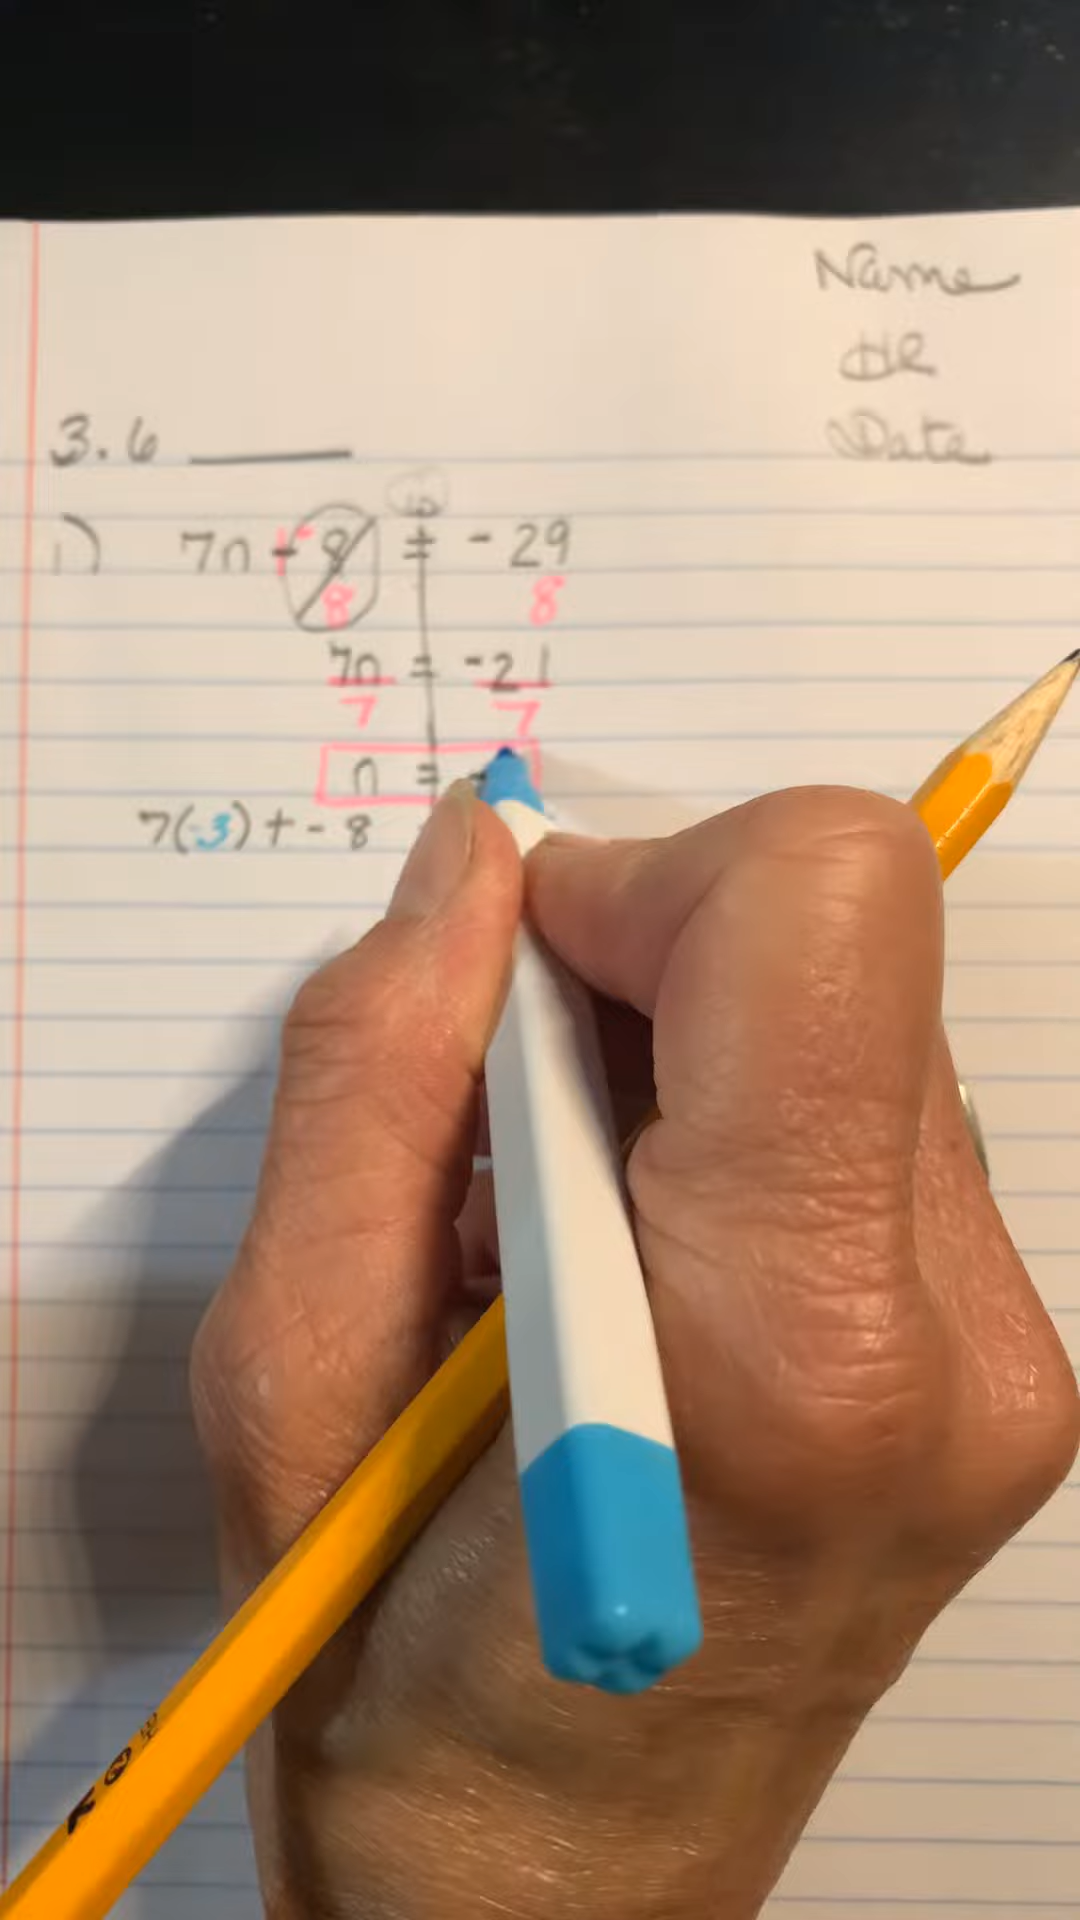 Name
HR
Date
3.6
1) 7n + - 8 = - 29
8 8
7n = -21
7 7
n = -
7(-3) + - 8